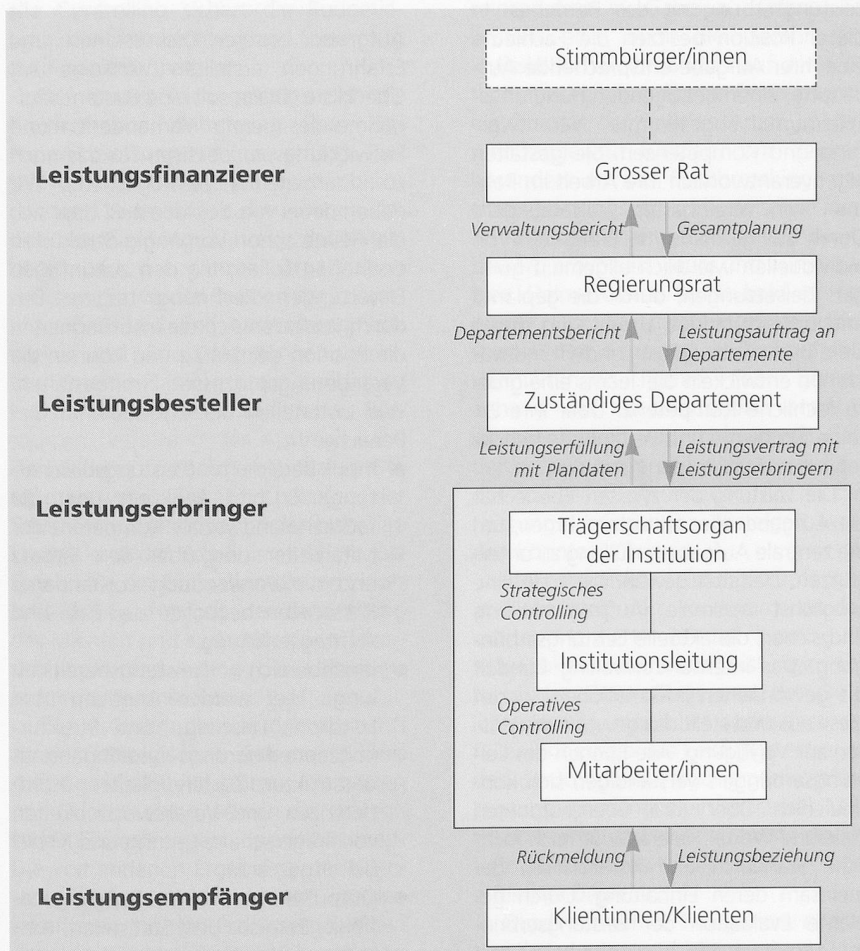 Stimmbürger/innen
Leistungsfinanzierer
Grosser Rat
Verwaltungsbericht
Gesamtplanung
Regierungsrat
Departementsbericht
Leistungsauftrag an
Departemente
Leistungsbesteller
Zuständiges Departement
Leistungserfüllung
mit Plandaten
Leistungsvertrag mit
Leistungserbringern
Leistungserbringer
Trägerschaftsorgan
der Institution
Strategisches
Controlling
Institutionsleitung
Operatives
Controlling
Mitarbeiter/innen
Rückmeldung
Leistungsbeziehung
Leistungsempfänger
Klientinnen/Klienten